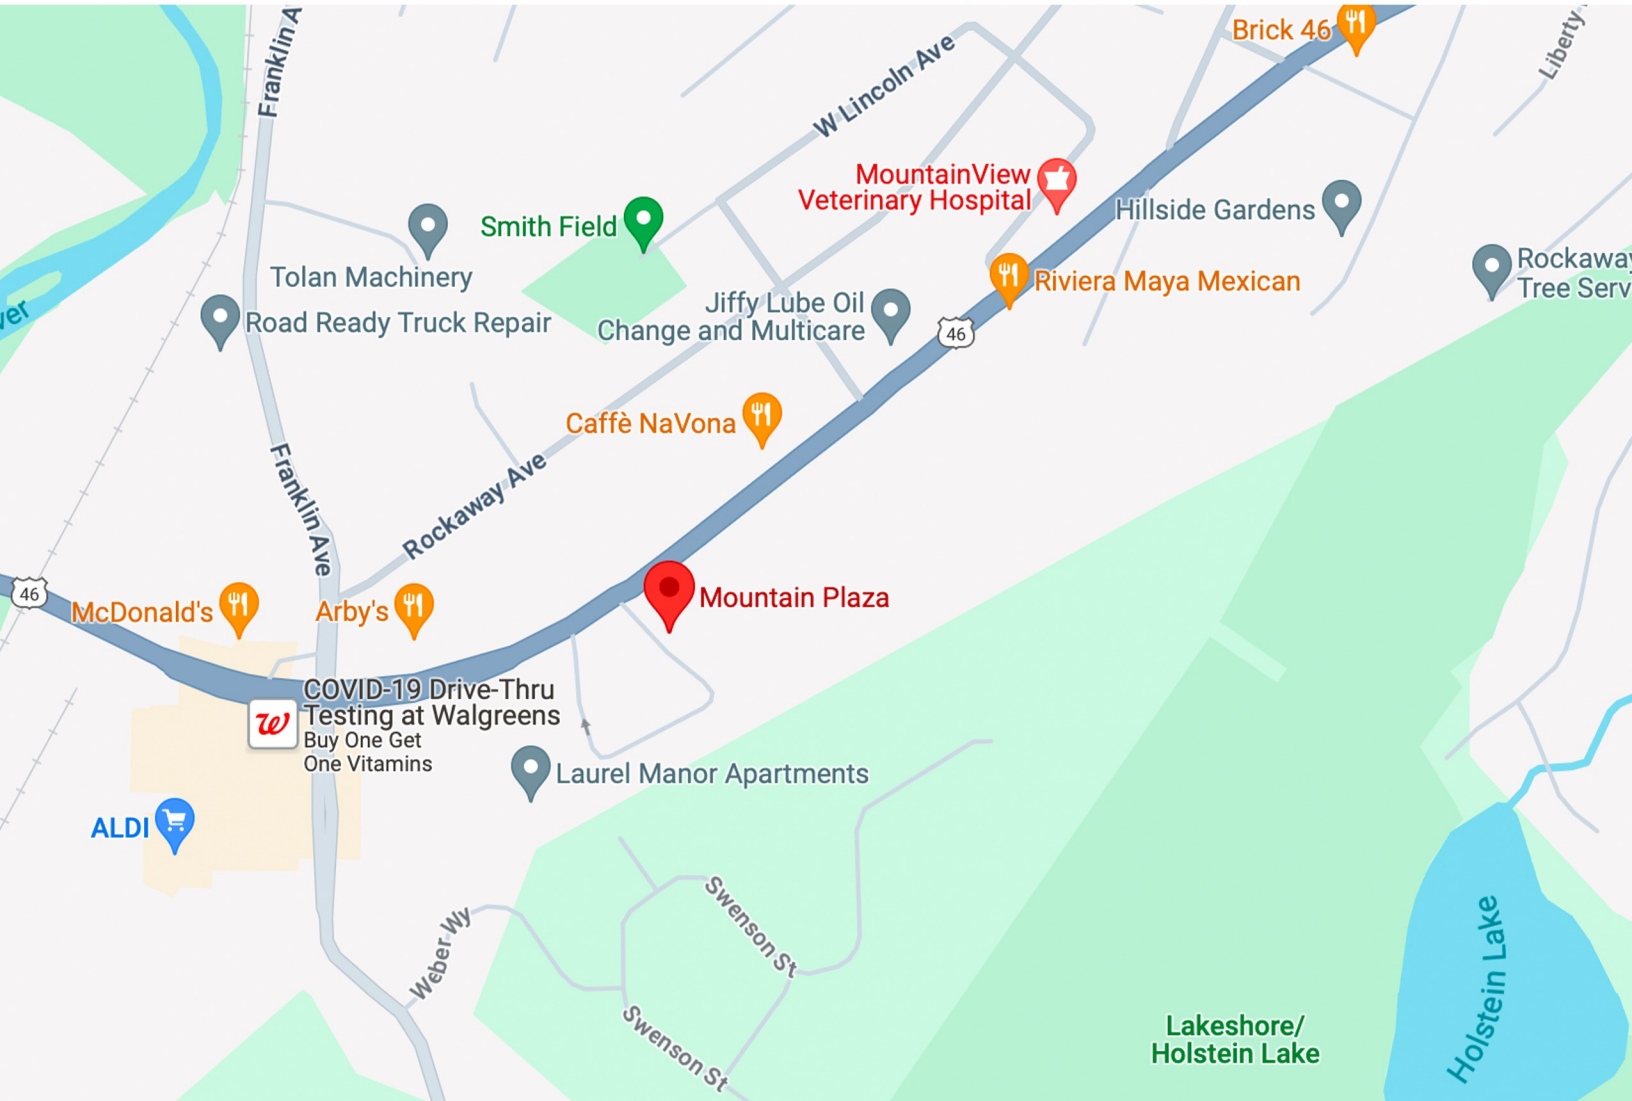 Franklin A
Brick 46
Liberty
W Lincoln Ave
MountainView
Veterinary Hospital
Hillside Gardens
Smith Field
Tolan Machinery
Rockaway
Tree Serv
Riviera Maya Mexican
ver
Road Ready Truck Repair
Jiffy Lube Oil
Change and Multicare
46
Caffè NaVona
Franklin Ave
Rockaway Ave
46
McDonald's
Arby's
Mountain Plaza
COVID-19 Drive-Thru
Testing at Walgreens
Buy One Get
One Vitamins
W
Laurel Manor Apartments
ALDI
Swenson St
Weber Wy
Swenson St
Lakeshore/
Holstein Lake
Holstein Lake